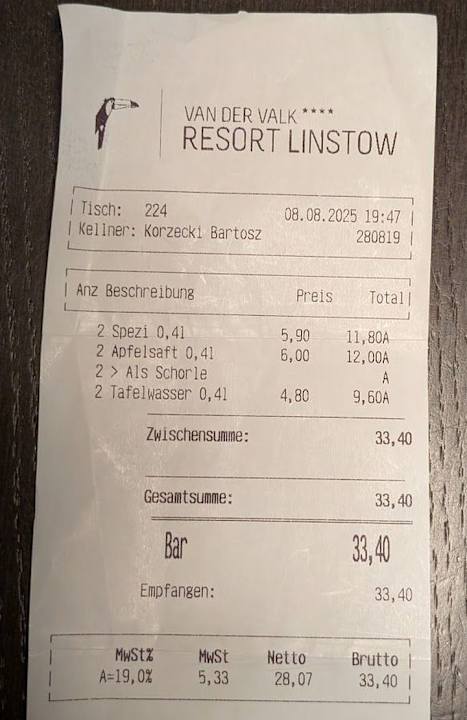 VAN DER VALK ****
RESORT LINSTOW
Tisch: 224 08.08.2025 19:47
Kellner: Korzecki Bartosz 280819
Anz Beschreibung Preis Total
2 Spezi 0,4l 5,90 11,80A
2 Apfelsaft 0,4l 6,00 12,00A
2 > Als Schorle A
2 Tafelwasser 0,4l 4,80 9,60A
Zwischensumme: 33,40
Gesamtsumme: 33,40
Bar 33,40
Empfangen: 33,40
MwSt% MwSt Netto Brutto
A=19,0% 5,33 28,07 33,40